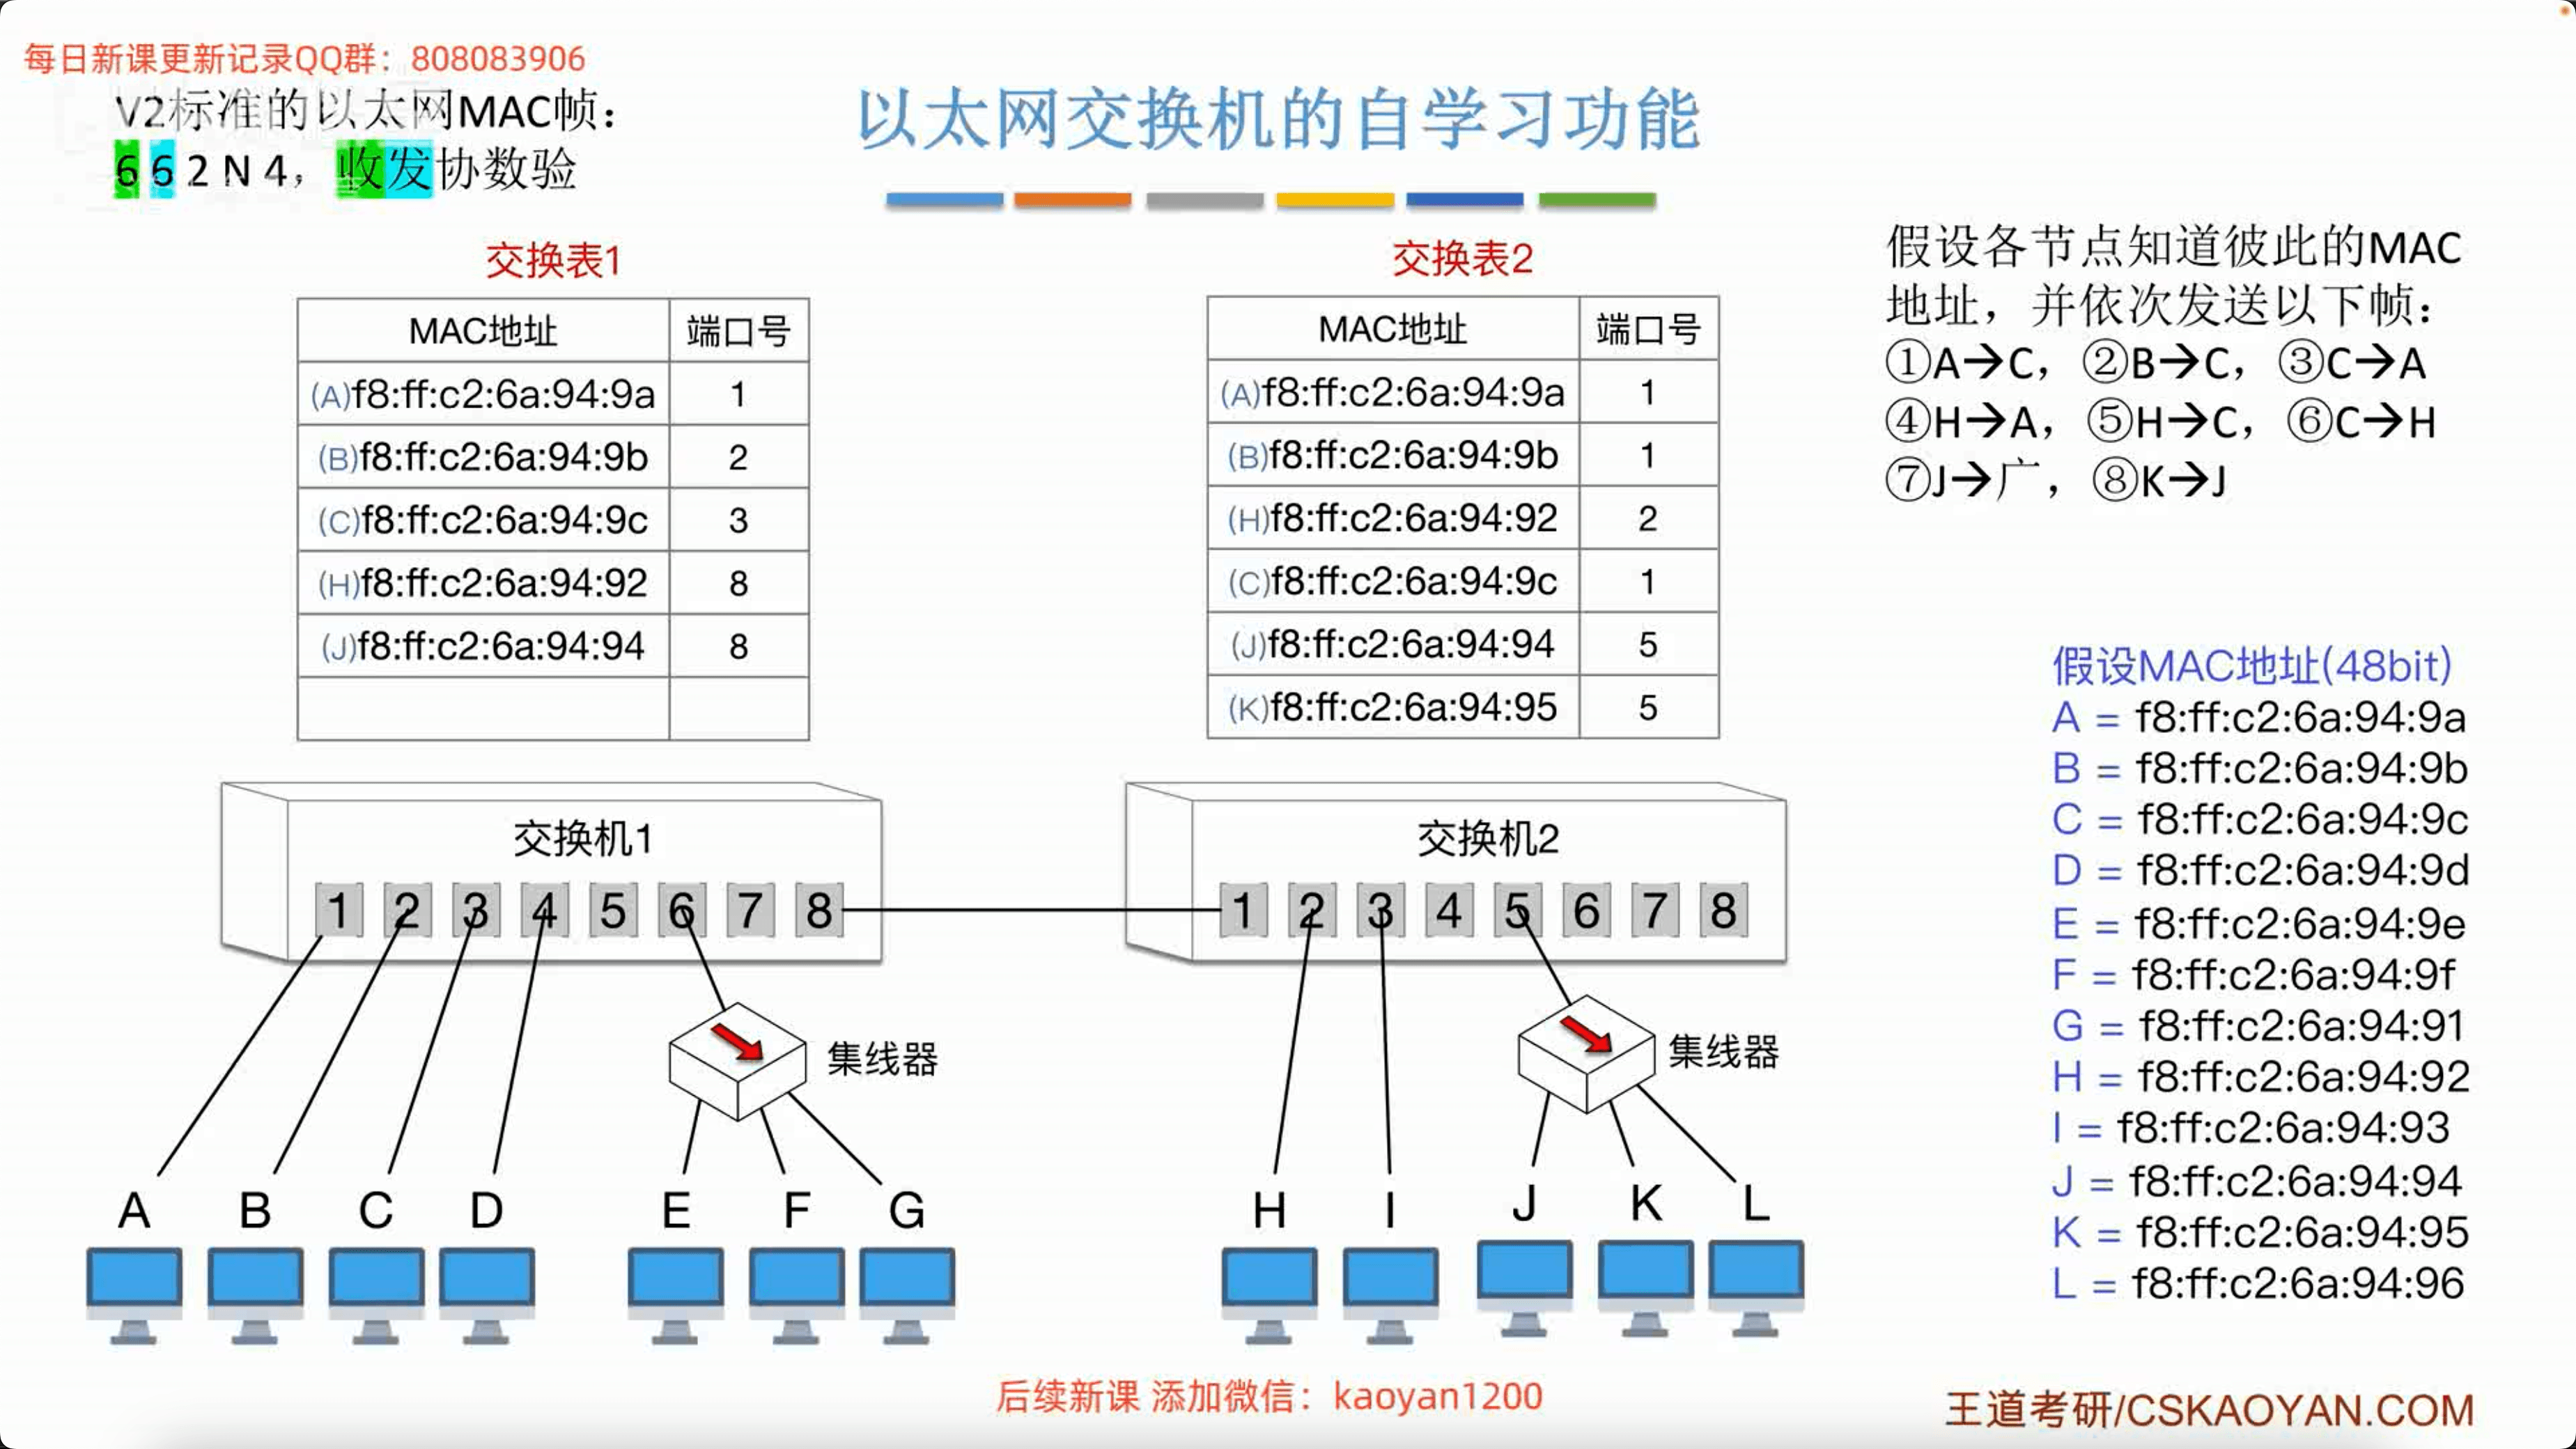 每日新课更新记录QQ群：808083906
V2标准的以太网MAC帧：
6 6 2 N 4，收发协数验
以太网交换机的自学习功能
交换表1
MAC地址 端口号
(A)f8:ff:c2:6a:94:9a 1
(B)f8:ff:c2:6a:94:9b 2
(C)f8:ff:c2:6a:94:9c 3
(H)f8:ff:c2:6a:94:92 8
(J)f8:ff:c2:6a:94:94 8
交换表2
MAC地址 端口号
(A)f8:ff:c2:6a:94:9a 1
(B)f8:ff:c2:6a:94:9b 1
(H)f8:ff:c2:6a:94:92 2
(C)f8:ff:c2:6a:94:9c 1
(J)f8:ff:c2:6a:94:94 5
(K)f8:ff:c2:6a:94:95 5
假设各节点知道彼此的MAC
地址，并依次发送以下帧：
①A→C，②B→C，③C→A
④H→A，⑤H→C，⑥C→H
⑦J→广，⑧K→J
交换机1
1 2 3 4 5 6 7 8
交换机2
1 2 3 4 5 6 7 8
集线器
集线器
A B C D E F G
H I J K L
假设MAC地址(48bit)
A = f8:ff:c2:6a:94:9a
B = f8:ff:c2:6a:94:9b
C = f8:ff:c2:6a:94:9c
D = f8:ff:c2:6a:94:9d
E = f8:ff:c2:6a:94:9e
F = f8:ff:c2:6a:94:9f
G = f8:ff:c2:6a:94:91
H = f8:ff:c2:6a:94:92
I = f8:ff:c2:6a:94:93
J = f8:ff:c2:6a:94:94
K = f8:ff:c2:6a:94:95
L = f8:ff:c2:6a:94:96
后续新课 添加微信：kaoyan1200
王道考研/CSKAOYAN.COM